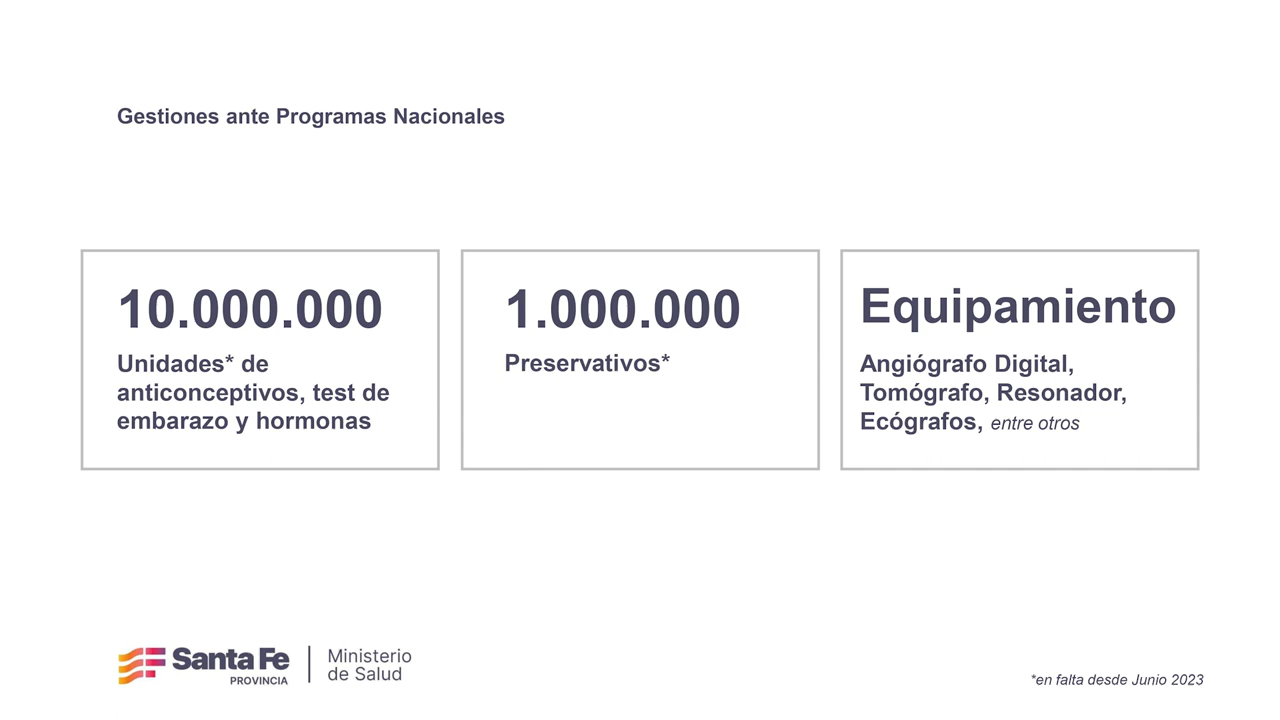 Gestiones ante Programas Nacionales
10.000.000
Unidades* de
anticonceptivos, test de
embarazo y hormonas
1.000.000
Preservativos*
Equipamiento
Angiógrafo Digital,
Tomógrafo, Resonador,
Ecógrafos, entre otros
Santa Fe
PROVINCIA
Ministerio
de Salud
*en falta desde Junio 2023